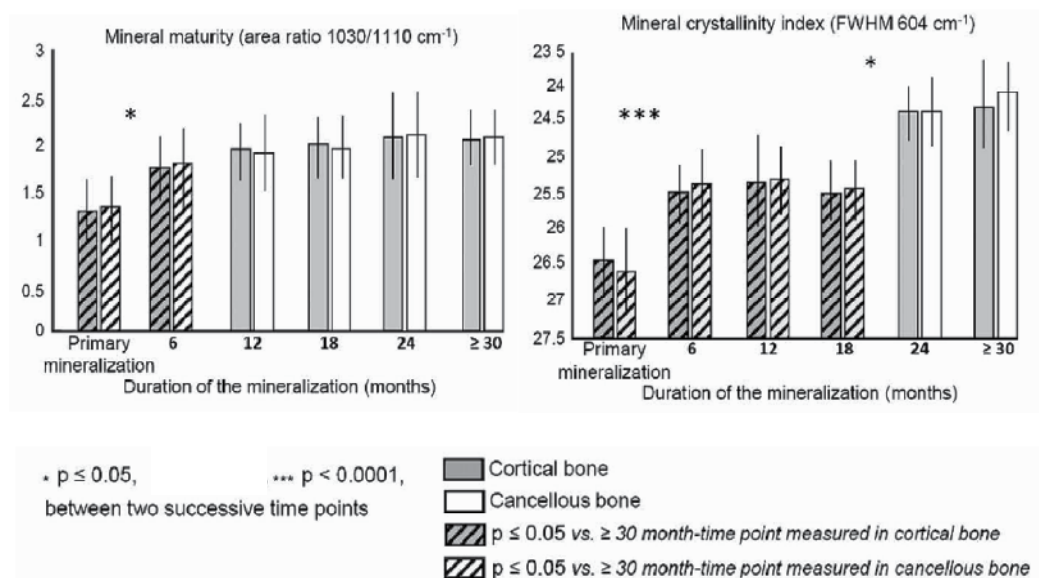 Mineral maturity (area ratio 1030/1110 cm⁻¹)
3
2.5
2
1.5
1
0.5
0
*
Primary mineralization
6
12
18
24
≥ 30
Duration of the mineralization (months)
Mineral crystallinity index (FWHM 604 cm⁻¹)
23 5
24
24.5
25
25.5
26
26.5
27
27.5
***
*
Primary mineralization
6
12
18
24
≥ 30
Duration of the mineralization (months)
* p ≤ 0.05, *** p < 0.0001,
between two successive time points
Cortical bone
Cancellous bone
p ≤ 0.05 vs. ≥ 30 month-time point measured in cortical bone
p ≤ 0.05 vs. ≥ 30 month-time point measured in cancellous bone